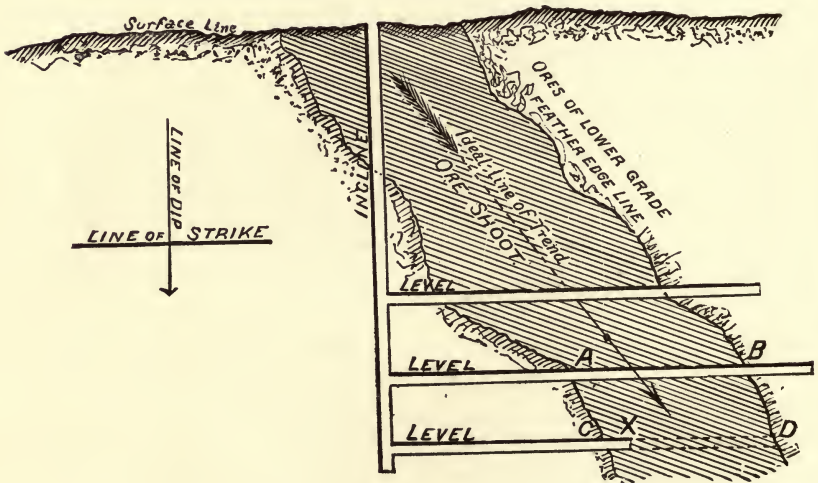 Surface Line
ORES OF LOWER GRADE
FEATHER EDGE LINE
INCLINE
Ideal Line of Trend
ORE SHOOT
LINE OF DIP
LINE OF STRIKE
LEVEL
A
B
LEVEL
C
X
D
LEVEL